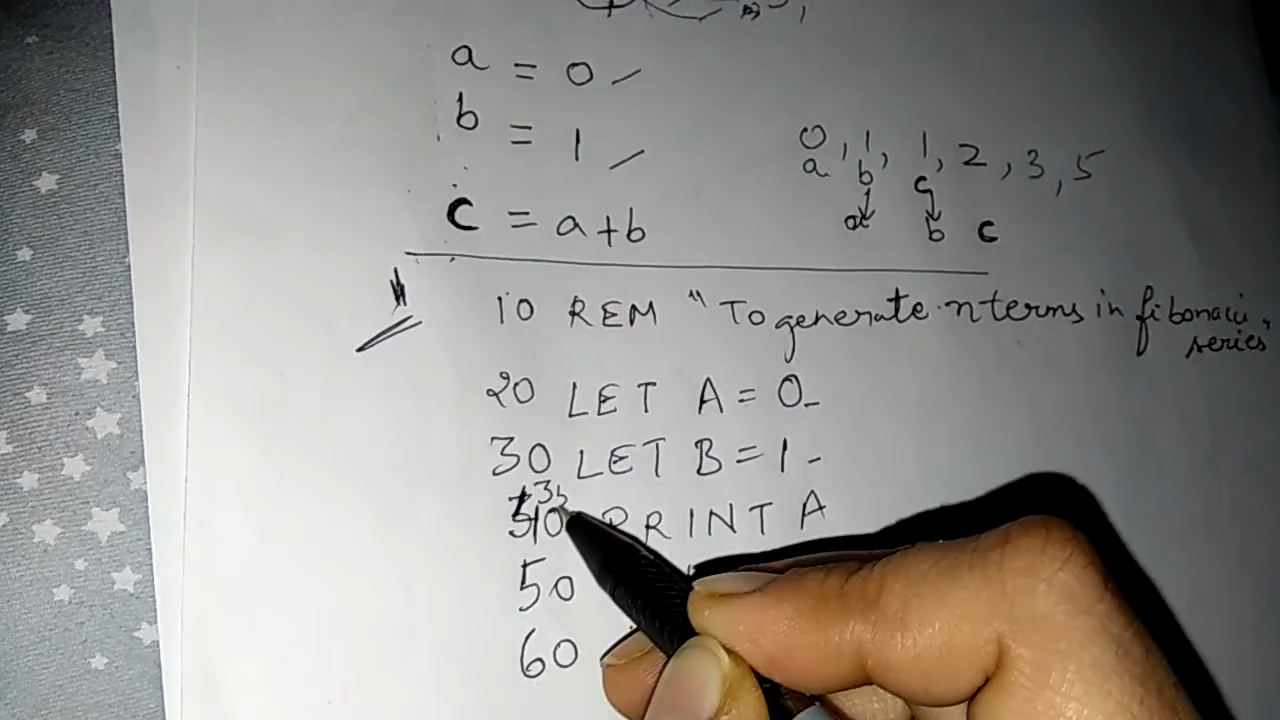 a = 0
b = 1
c = a+b
0, 1, 1, 2, 3, 5
a b c
a b c
10 REM "To generate n terms in fibonacci
series"
20 LET A = 0
30 LET B = 1
35
40 PRINT A
50
60